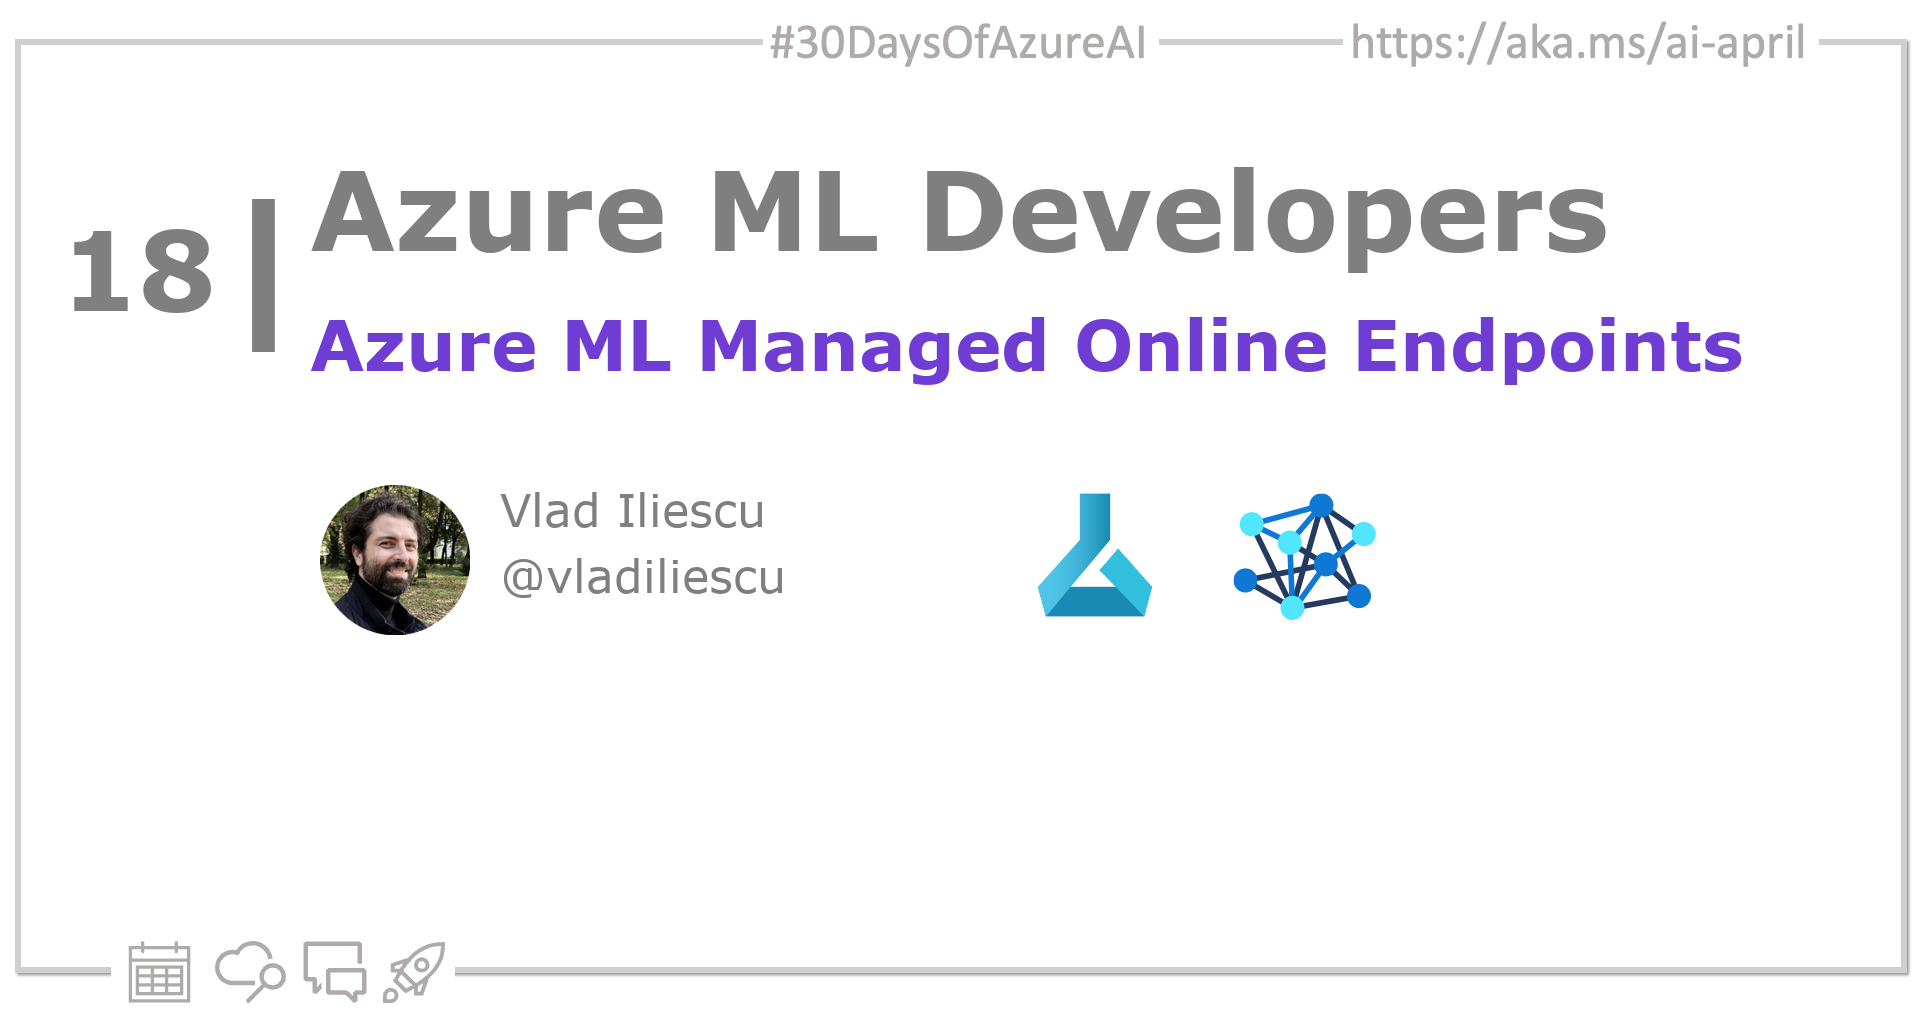 #30DaysOfAzureAI
https://aka.ms/ai-april
18
Azure ML Developers
Azure ML Managed Online Endpoints
Vlad Iliescu
@vladiliescu